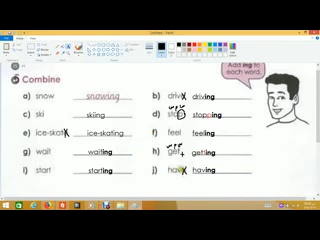 Add ing to
each word.
Combine
a) snow snowing b) drive driving
c) ski skiing d) stop stopping
e) ice-skate ice-skating f) feel feeling
g) wait waiting h) get getting
i) start starting j) have having